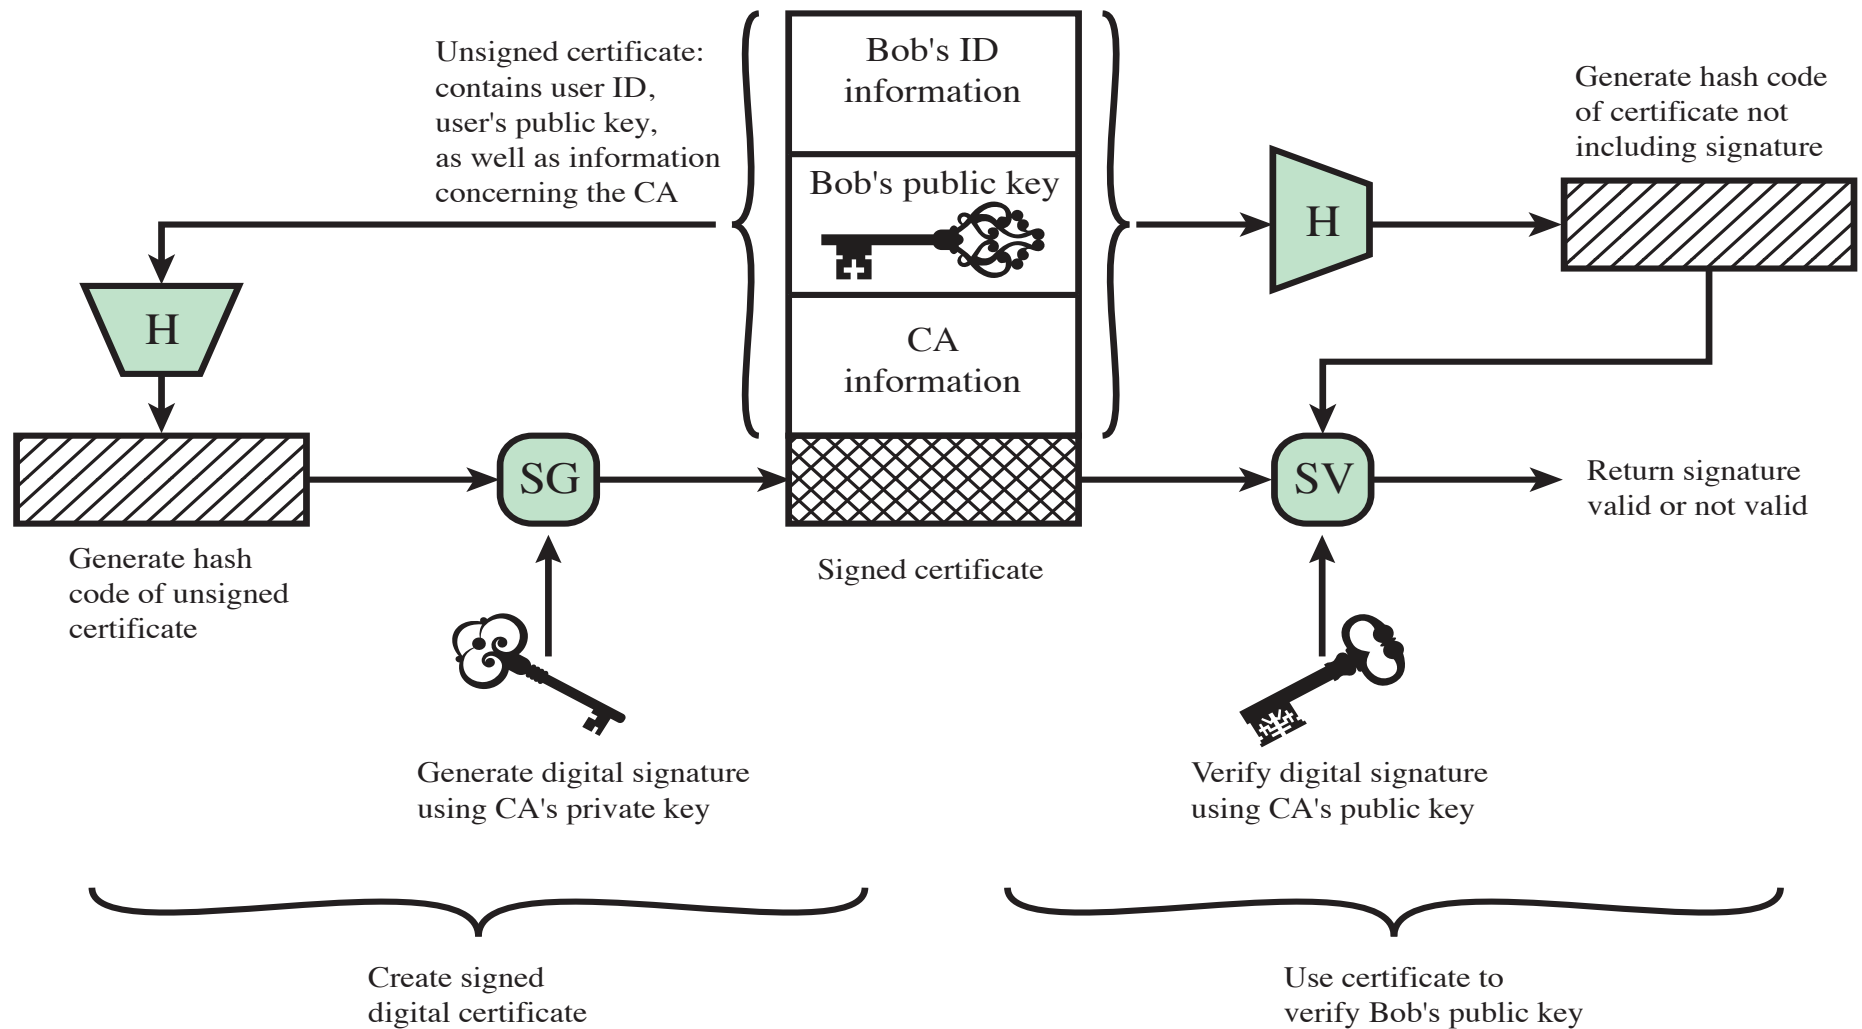 Unsigned certificate:
contains user ID,
user's public key,
as well as information
concerning the CA
Bob's ID
information
Bob's public key
CA
information
Generate hash code
of certificate not
including signature
H
H
SG
SV
Return signature
valid or not valid
Generate hash
code of unsigned
certificate
Signed certificate
Generate digital signature
using CA's private key
Verify digital signature
using CA's public key
Create signed
digital certificate
Use certificate to
verify Bob's public key